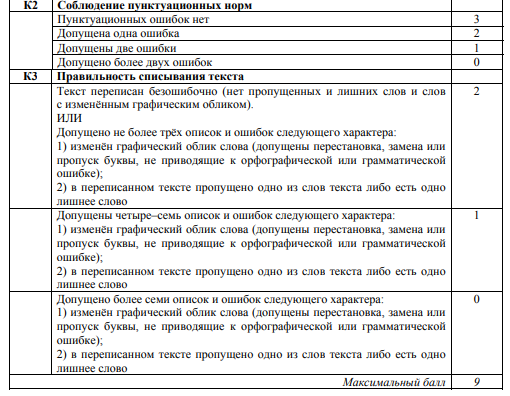 К2 Соблюдение пунктуационных норм
Пунктуационных ошибок нет 3
Допущена одна ошибка 2
Допущены две ошибки 1
Допущено более двух ошибок 0
К3 Правильность списывания текста
Текст переписан безошибочно (нет пропущенных и лишних слов и слов 2
с изменённым графическим обликом).
ИЛИ
Допущено не более трёх описок и ошибок следующего характера:
1) изменён графический облик слова (допущены перестановка, замена или
пропуск буквы, не приводящие к орфографической или грамматической
ошибке);
2) в переписанном тексте пропущено одно из слов текста либо есть одно
лишнее слово
Допущены четыре–семь описок и ошибок следующего характера: 1
1) изменён графический облик слова (допущены перестановка, замена или
пропуск буквы, не приводящие к орфографической или грамматической
ошибке);
2) в переписанном тексте пропущено одно из слов текста либо есть одно
лишнее слово
Допущено более семи описок и ошибок следующего характера: 0
1) изменён графический облик слова (допущены перестановка, замена или
пропуск буквы, не приводящие к орфографической или грамматической
ошибке);
2) в переписанном тексте пропущено одно из слов текста либо есть одно
лишнее слово
Максимальный балл 9